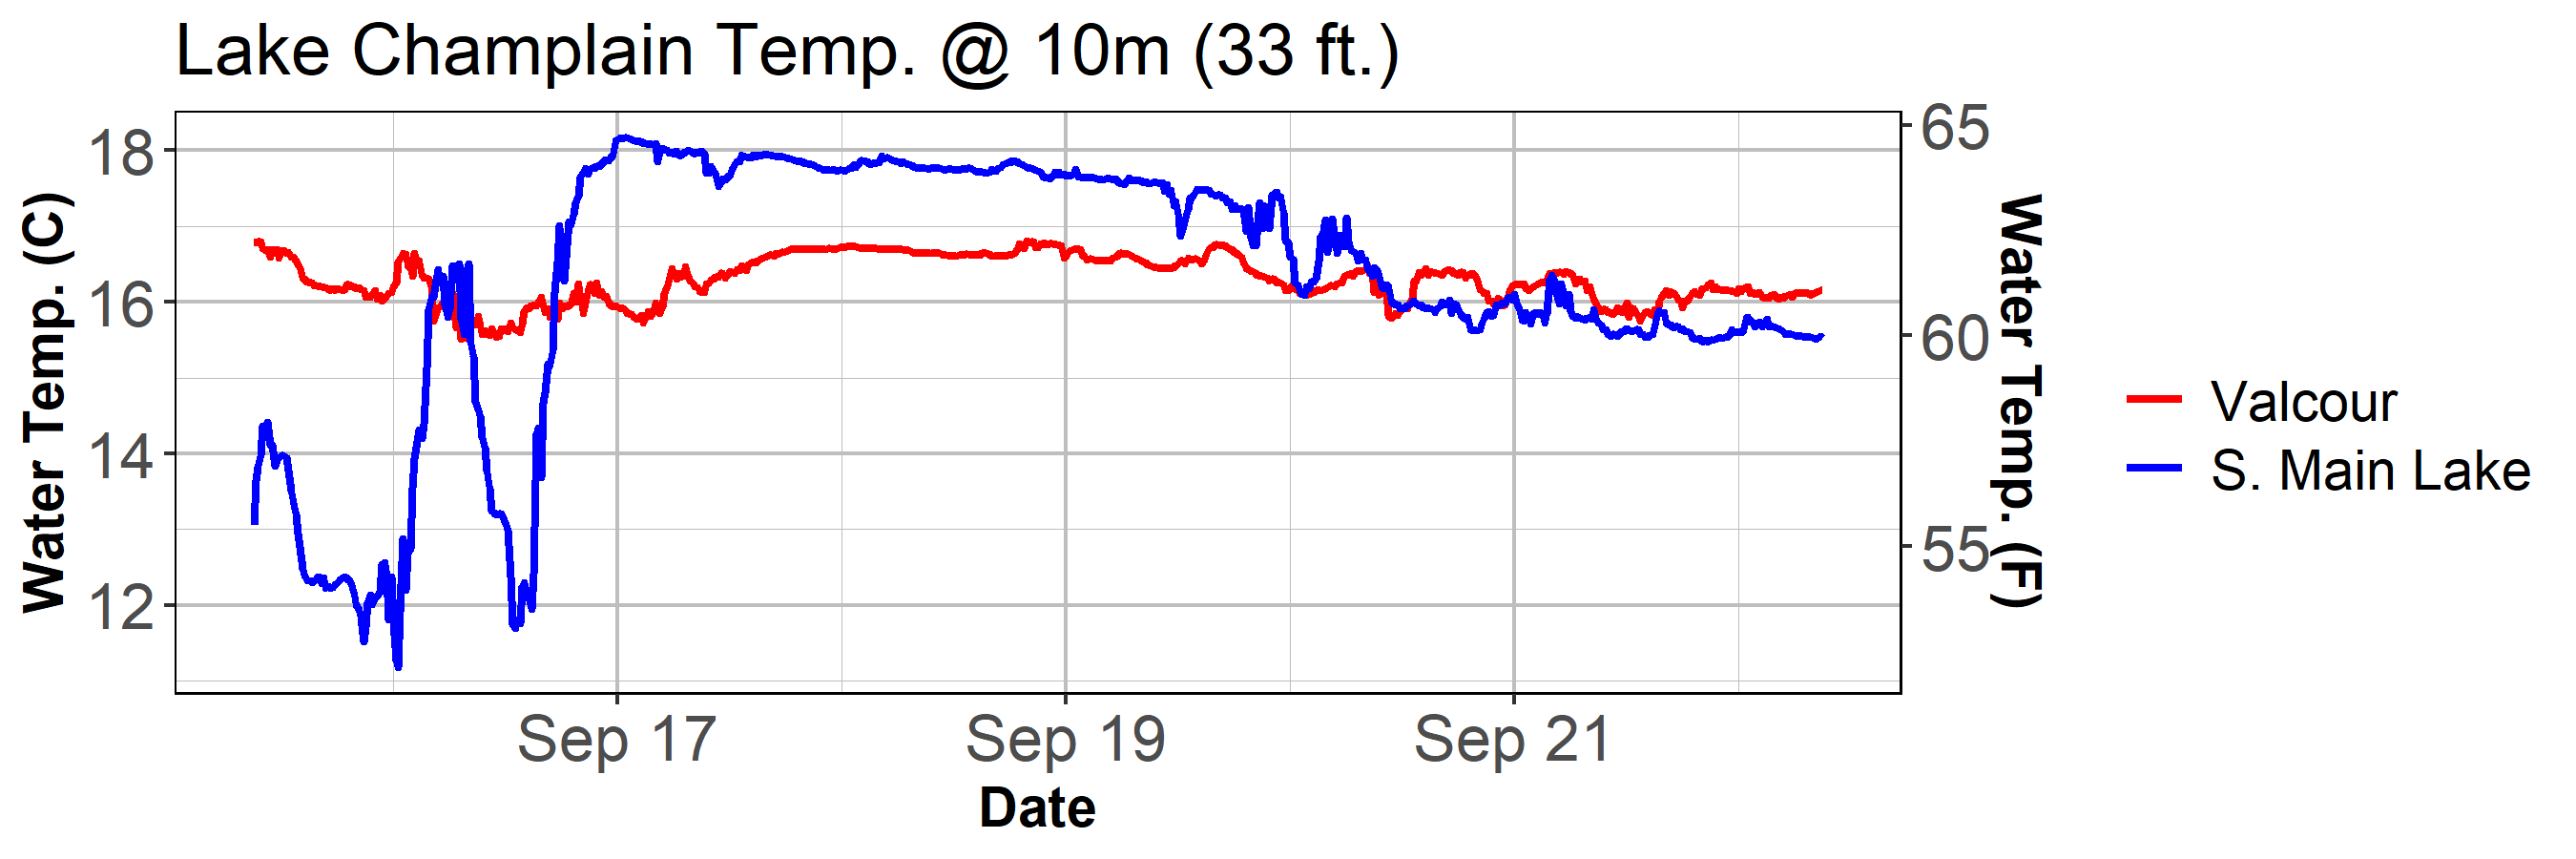 Lake Champlain Temp. @ 10m (33 ft.)
Water Temp. (C)
18
16
14
12
65
60
55
Water Temp. (F)
Sep 17
Sep 19
Sep 21
Date
Valcour
S. Main Lake